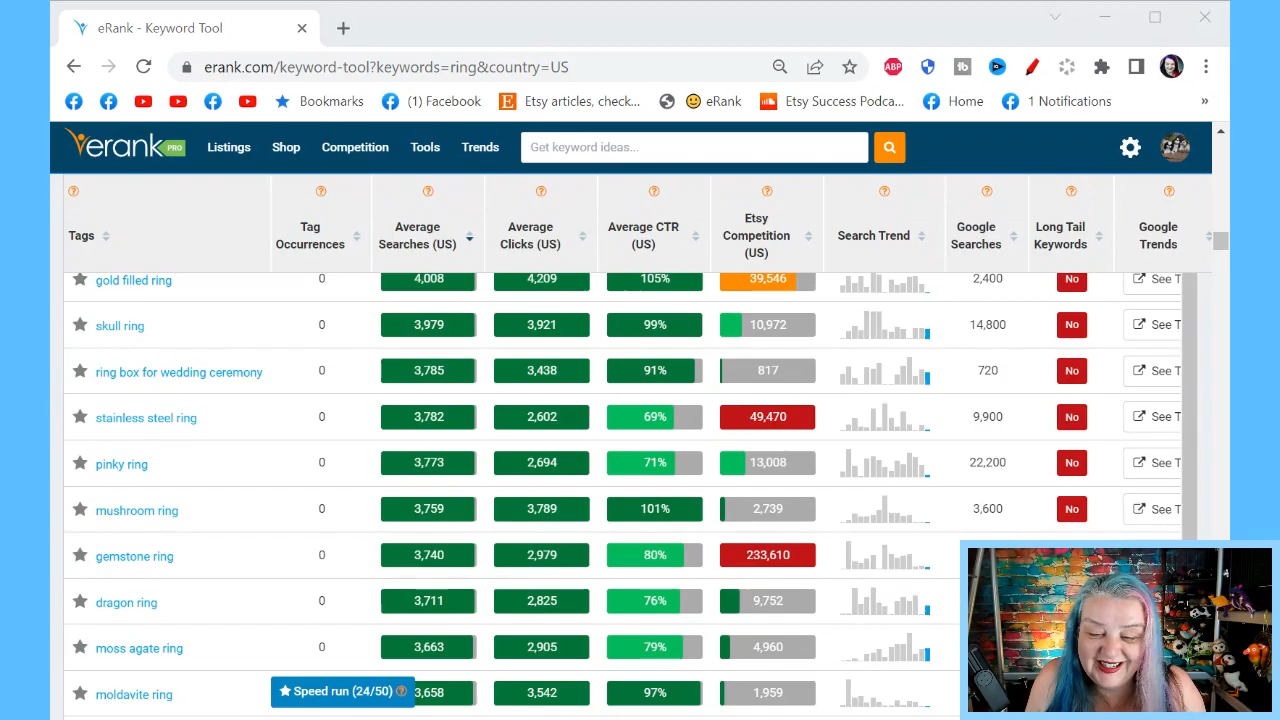 eRank - Keyword Tool
erank.com/keyword-tool?keywords=ring&country=US
ABP
Bookmarks (1) Facebook Etsy articles, check... eRank Etsy Success Podca... Home 1 Notifications »
erank PRO Listings Shop Competition Tools Trends Get keyword ideas...
Tags Tag Occurrences Average Searches (US) Average Clicks (US) Average CTR (US) Etsy Competition (US) Search Trend Google Searches Long Tail Keywords Google Trends
gold filled ring 0 4,008 4,209 105% 39,546 2,400 No See T
skull ring 0 3,979 3,921 99% 10,972 14,800 No See T
ring box for wedding ceremony 0 3,785 3,438 91% 817 720 No See T
stainless steel ring 0 3,782 2,602 69% 49,470 9,900 No See T
pinky ring 0 3,773 2,694 71% 13,008 22,200 No See T
mushroom ring 0 3,759 3,789 101% 2,739 3,600 No See T
gemstone ring 0 3,740 2,979 80% 233,610
dragon ring 0 3,711 2,825 76% 9,752
moss agate ring 0 3,663 2,905 79% 4,960
moldavite ring Speed run (24/50) 3,658 3,542 97% 1,959